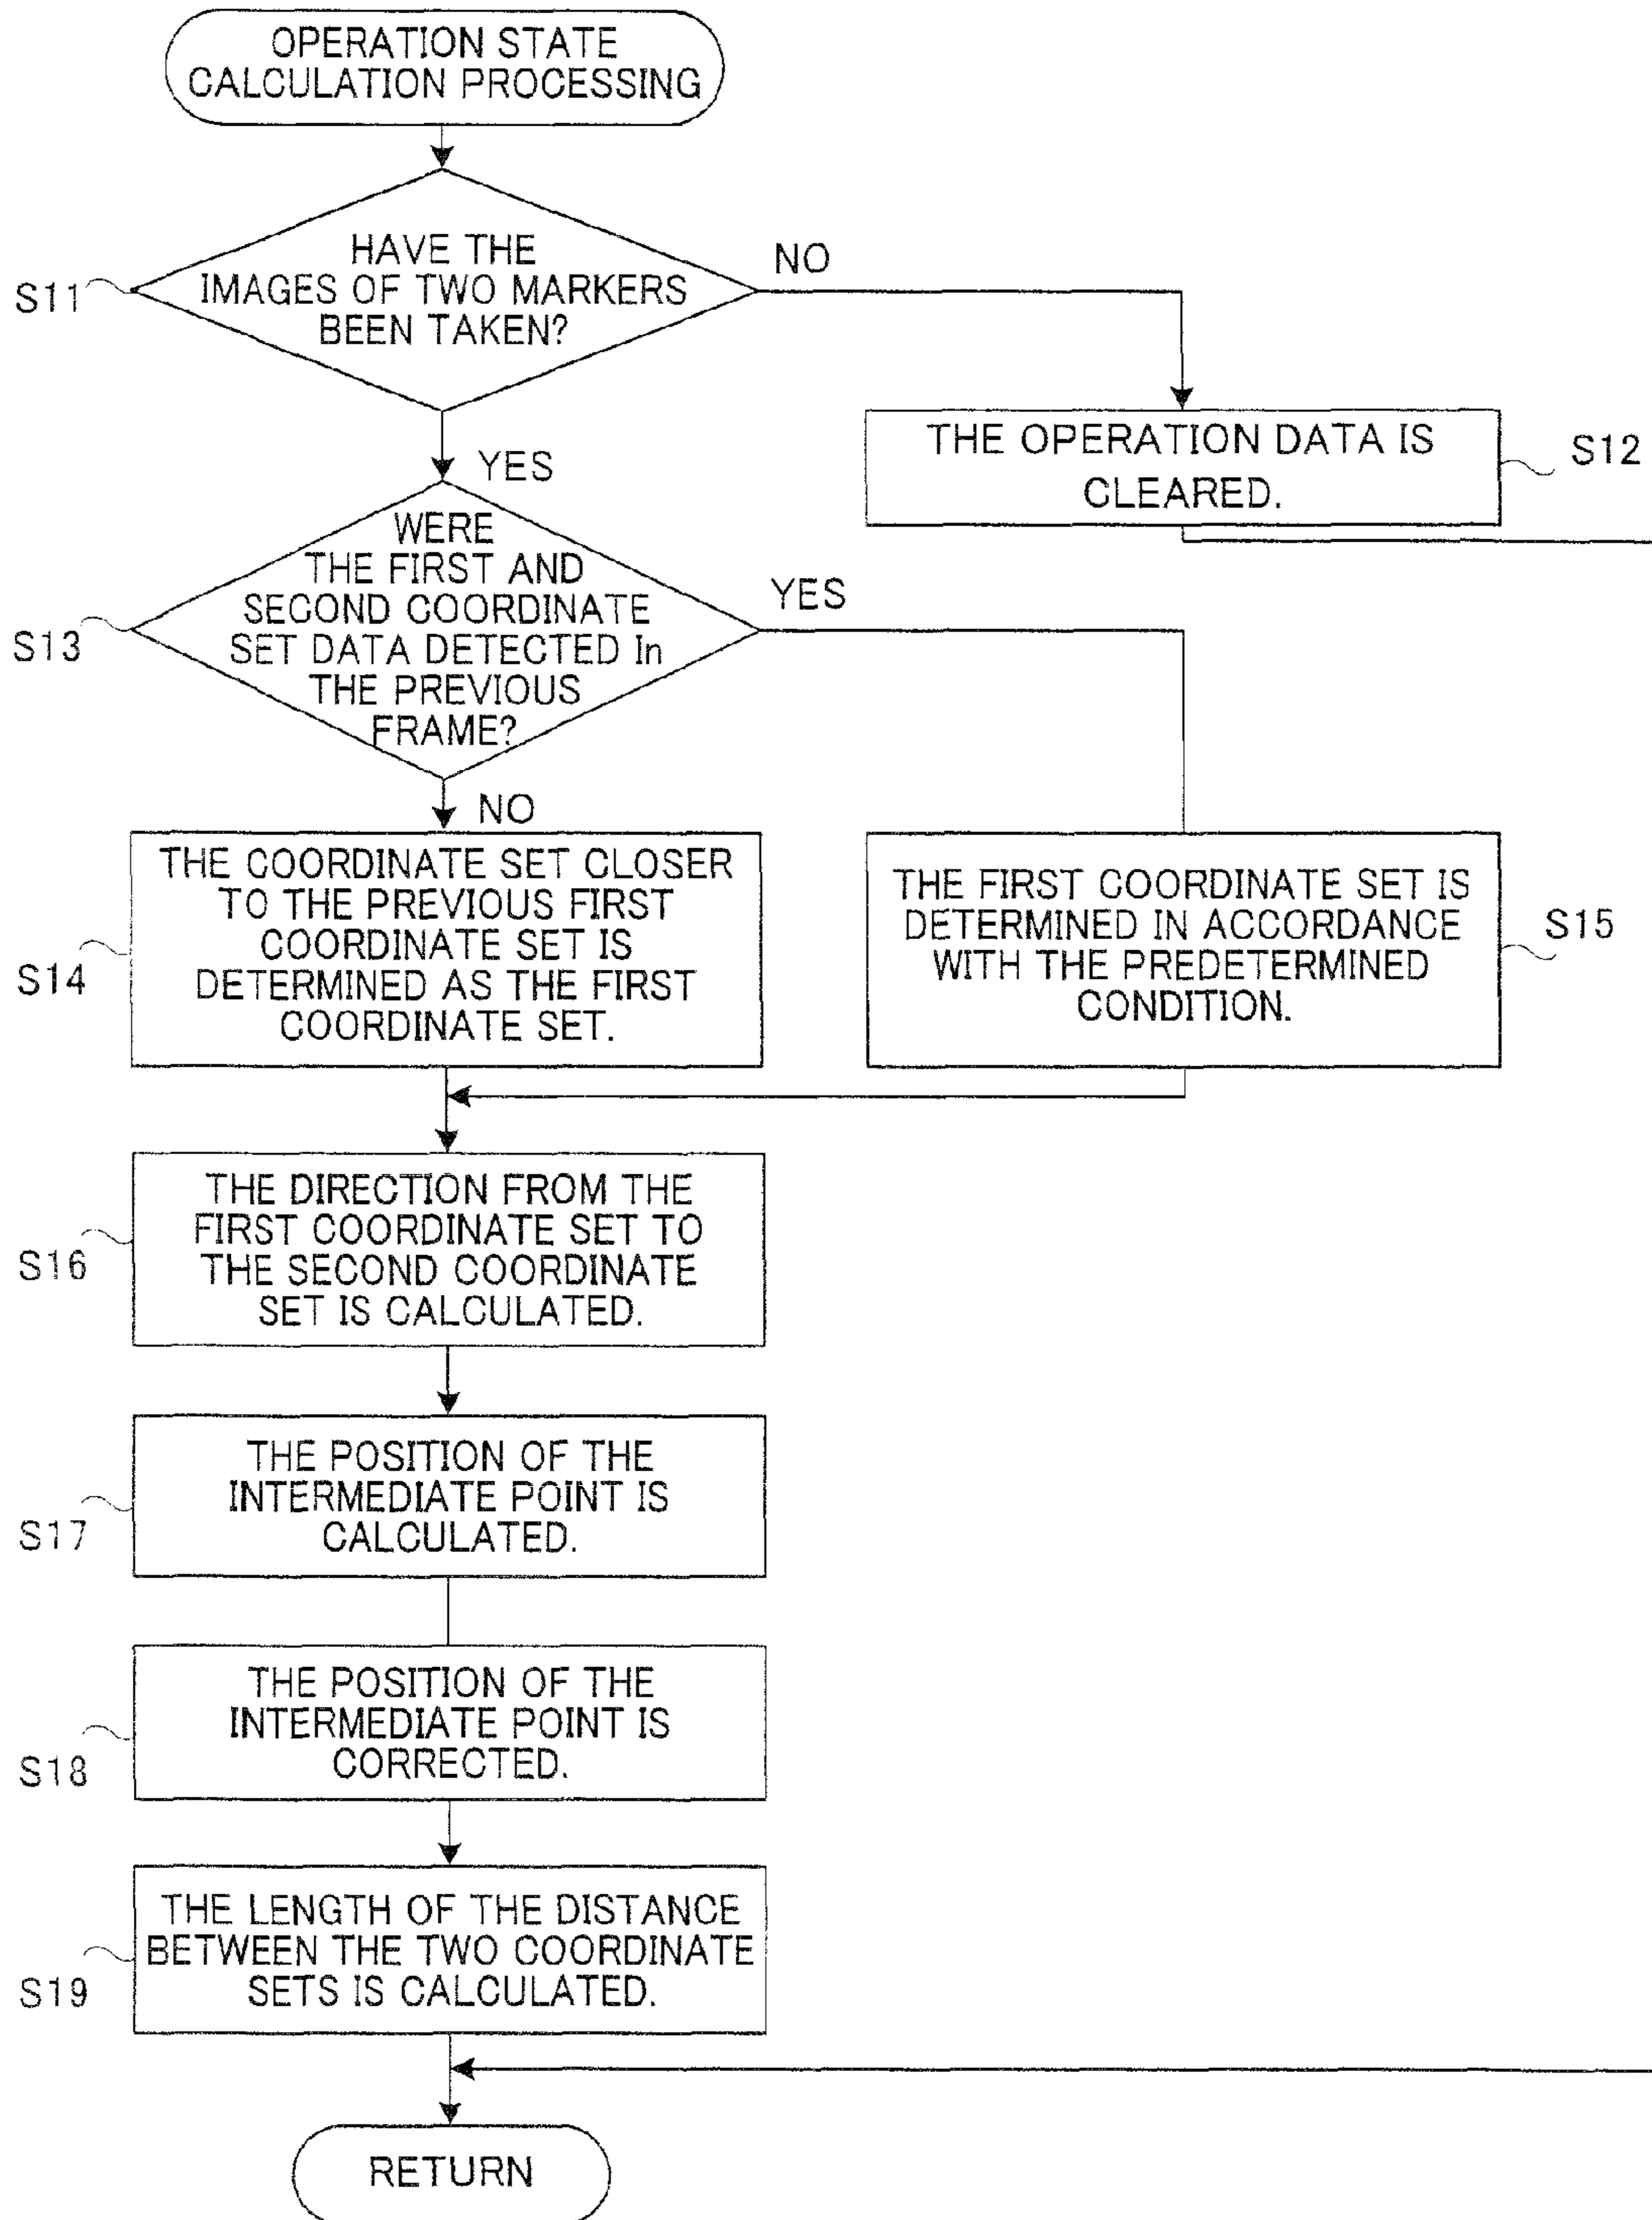 OPERATION STATE
CALCULATION PROCESSING
S11
HAVE THE
IMAGES OF TWO MARKERS
BEEN TAKEN?
NO
YES
THE OPERATION DATA IS
CLEARED.
S12
S13
WERE
THE FIRST AND
SECOND COORDINATE
SET DATA DETECTED In
THE PREVIOUS
FRAME?
YES
NO
S14
THE COORDINATE SET CLOSER
TO THE PREVIOUS FIRST
COORDINATE SET IS
DETERMINED AS THE FIRST
COORDINATE SET.
THE FIRST COORDINATE SET IS
DETERMINED IN ACCORDANCE
WITH THE PREDETERMINED
CONDITION.
S15
S16
THE DIRECTION FROM THE
FIRST COORDINATE SET TO
THE SECOND COORDINATE
SET IS CALCULATED.
S17
THE POSITION OF THE
INTERMEDIATE POINT IS
CALCULATED.
S18
THE POSITION OF THE
INTERMEDIATE POINT IS
CORRECTED.
S19
THE LENGTH OF THE DISTANCE
BETWEEN THE TWO COORDINATE
SETS IS CALCULATED.
RETURN